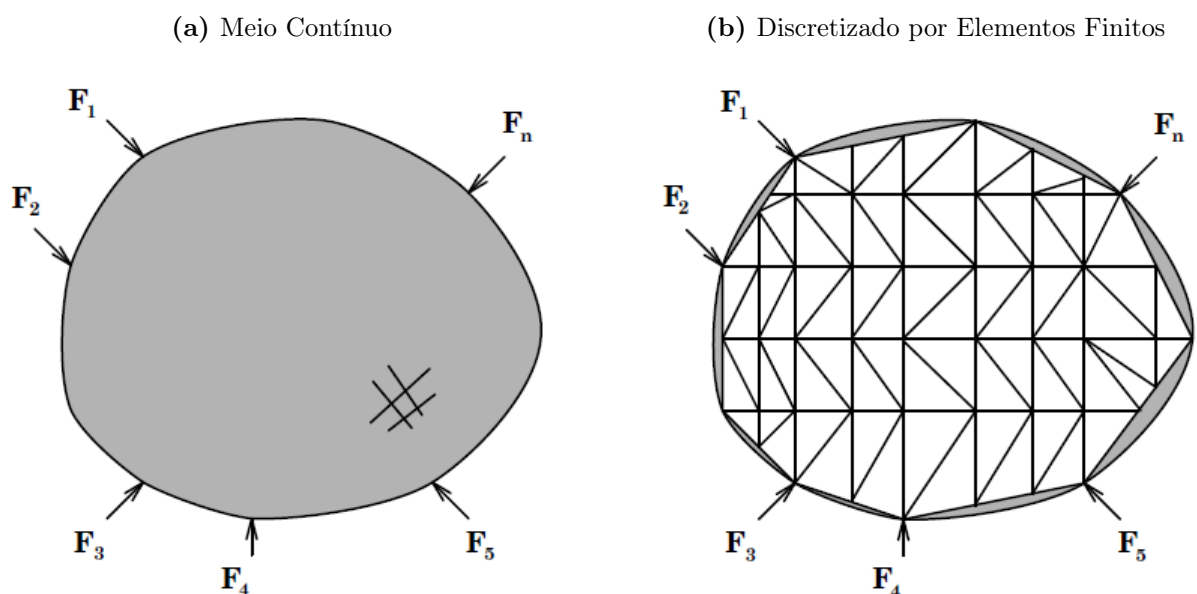 (a) Meio Contínuo
(b) Discretizado por Elementos Finitos
F₁
Fₙ
F₂
F₃
F₄
F₅
F₁
Fₙ
F₂
F₃
F₄
F₅